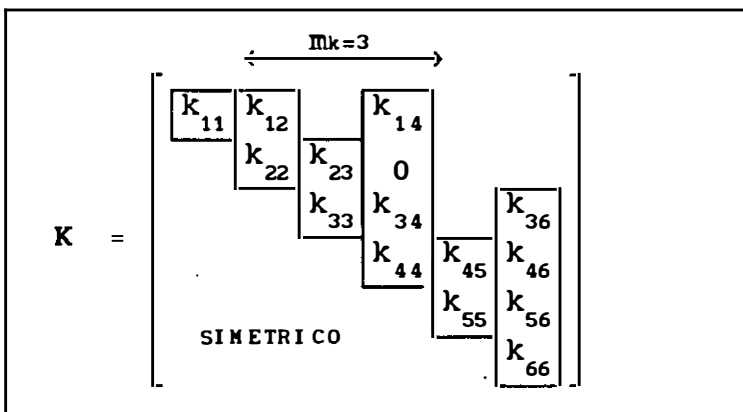 mk=3
k11 k12 k14
k22 k23 0
k33 k34 k36
K =
k44 k45 k46
k55 k56
SIMETRICO
k66